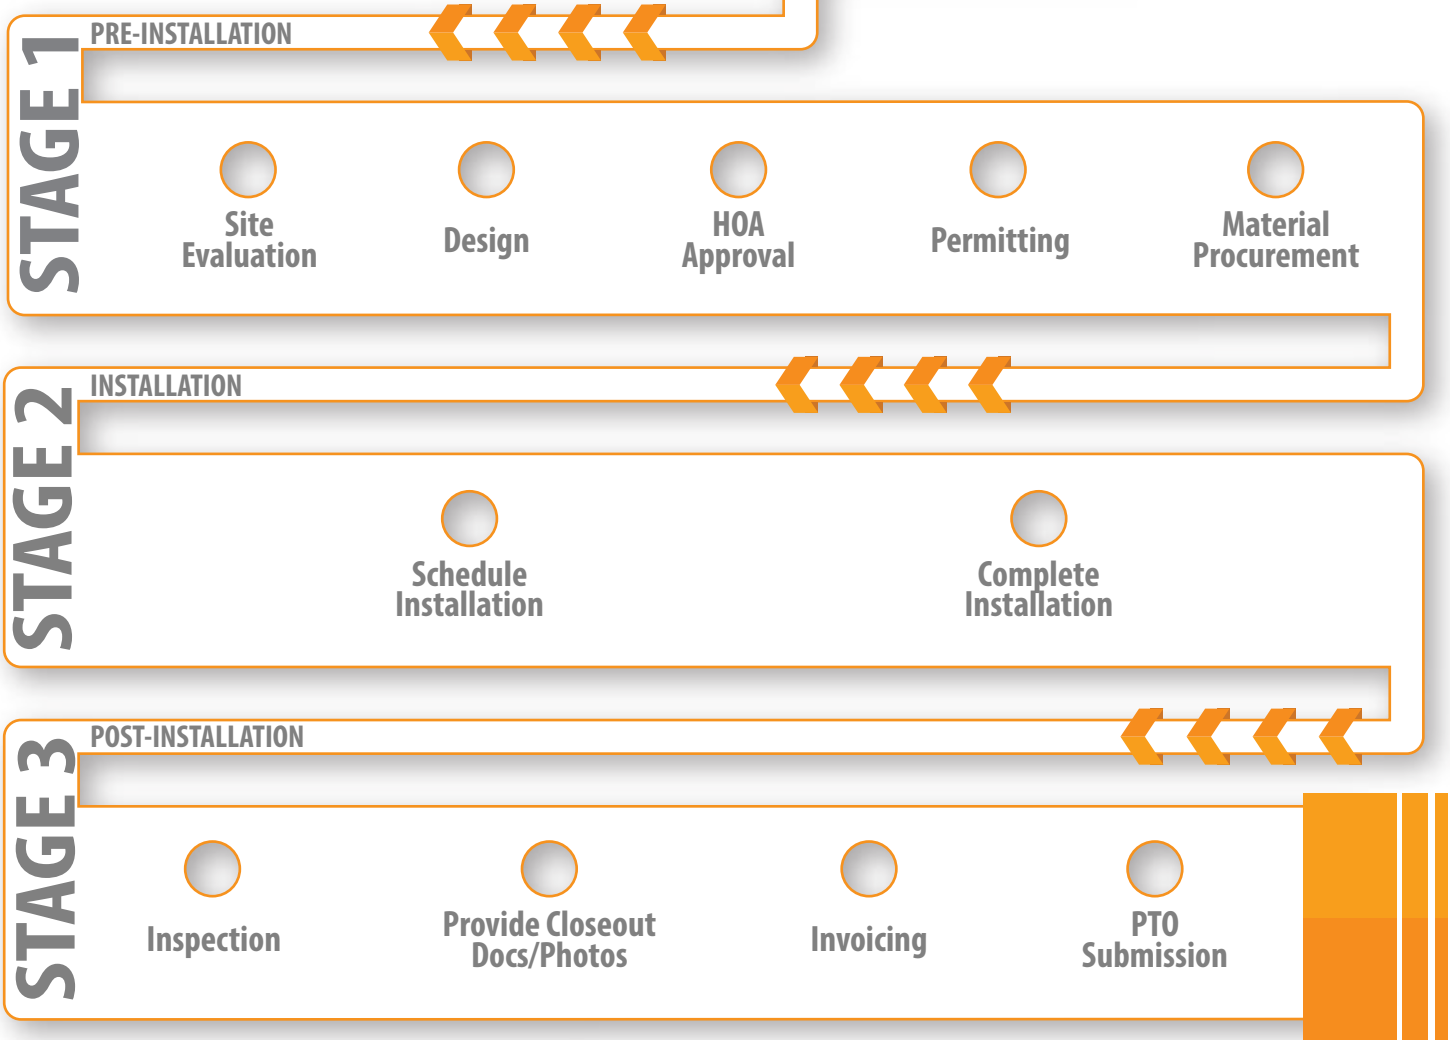 STAGE 1
PRE-INSTALLATION
Site
Evaluation
Design
HOA
Approval
Permitting
Material
Procurement
STAGE 2
INSTALLATION
Schedule
Installation
Complete
Installation
STAGE 3
POST-INSTALLATION
Inspection
Provide Closeout
Docs/Photos
Invoicing
PTO
Submission